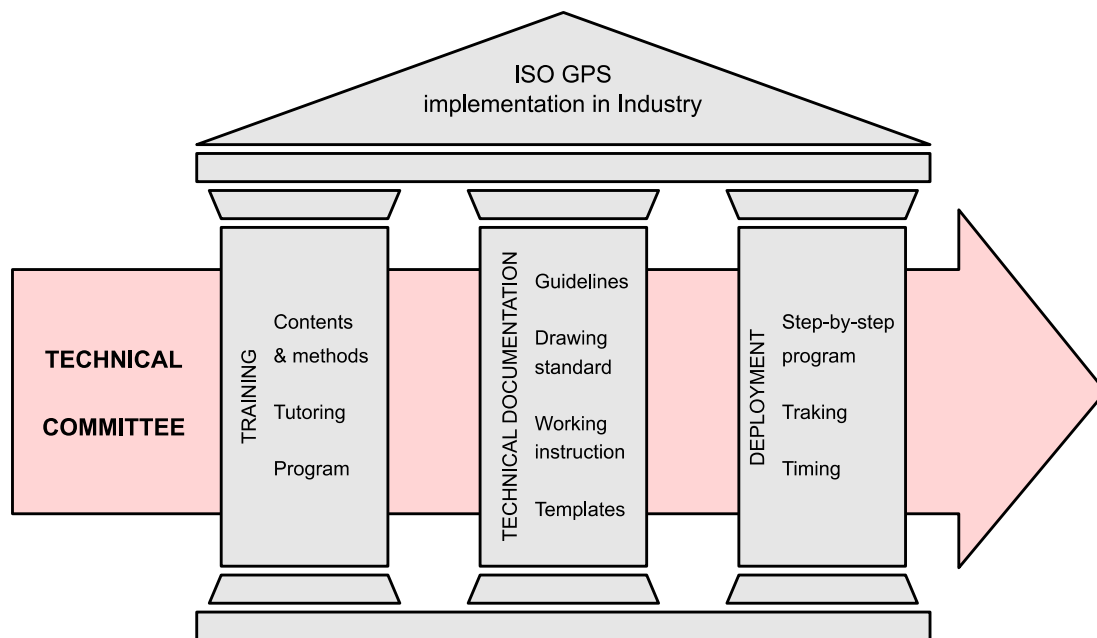 ISO GPS
implementation in Industry
TECHNICAL
COMMITTEE
TRAINING
Contents
& methods
Tutoring
Program
TECHNICAL DOCUMENTATION
Guidelines
Drawing
standard
Working
instruction
Templates
DEPLOYMENT
Step-by-step
program
Traking
Timing